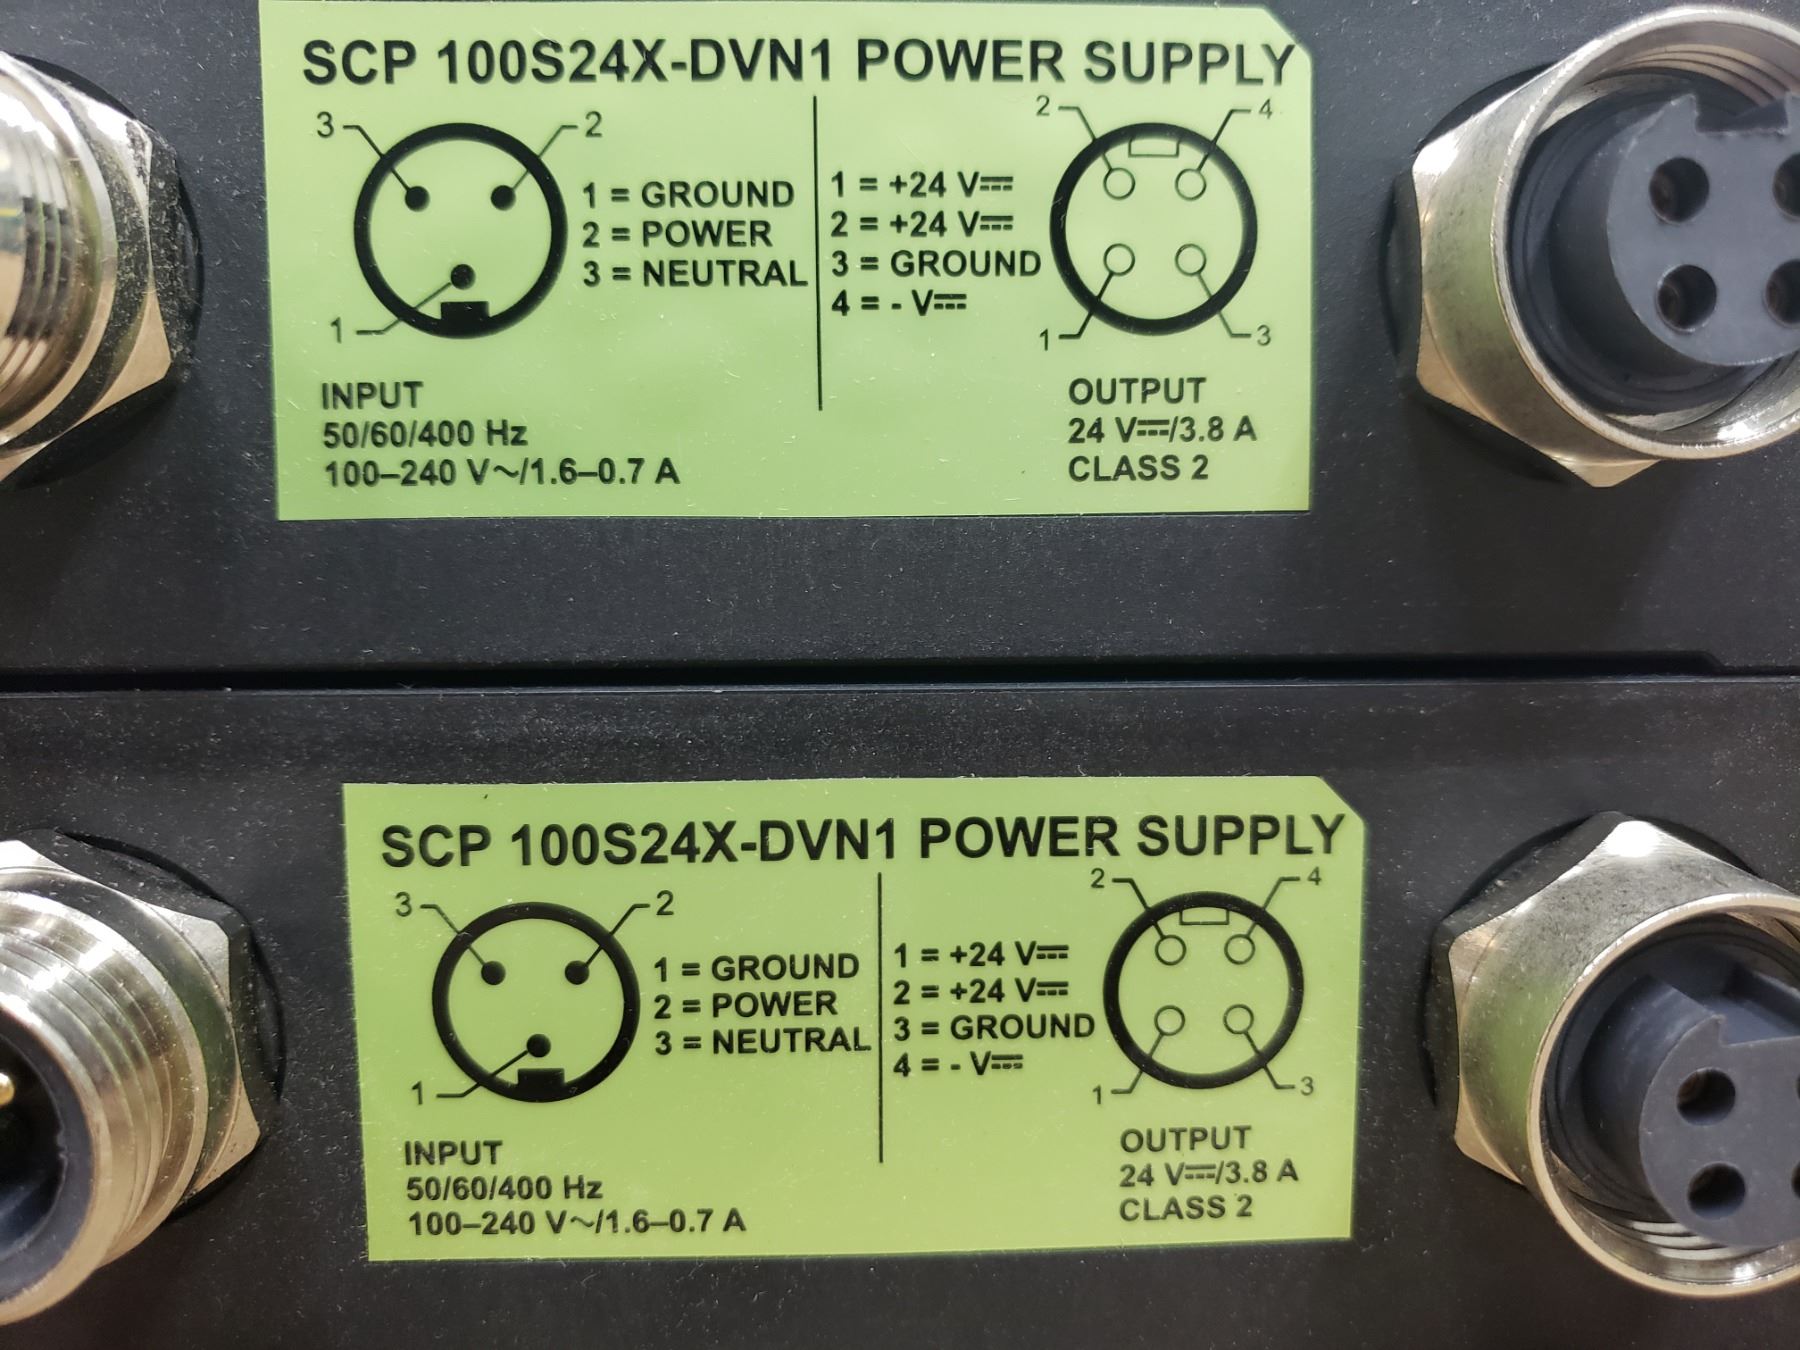 SCP 100S24X-DVN1 POWER SUPPLY
3
2
1
1 = GROUND
2 = POWER
3 = NEUTRAL
INPUT
50/60/400 Hz
100–240 V~/1.6–0.7 A
1 = +24 V⎓
2 = +24 V⎓
3 = GROUND
4 = - V⎓
2
4
1
3
OUTPUT
24 V⎓/3.8 A
CLASS 2
SCP 100S24X-DVN1 POWER SUPPLY
3
2
1
1 = GROUND
2 = POWER
3 = NEUTRAL
INPUT
50/60/400 Hz
100–240 V~/1.6–0.7 A
1 = +24 V⎓
2 = +24 V⎓
3 = GROUND
4 = - V⎓
2
4
1
3
OUTPUT
24 V⎓/3.8 A
CLASS 2